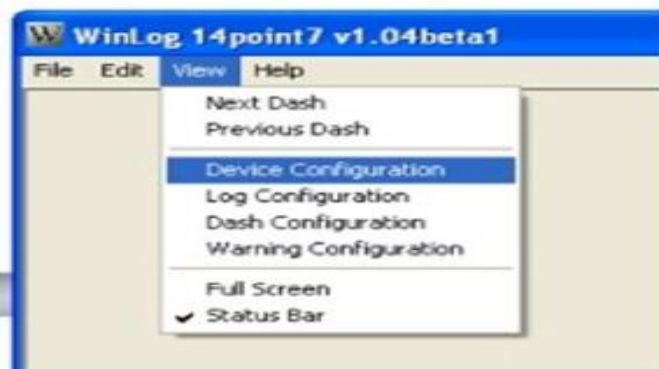 WinLog 14point7 v1.04beta1
File Edit View Help
Next Dash
Previous Dash
Device Configuration
Log Configuration
Dash Configuration
Warning Configuration
Full Screen
Status Bar